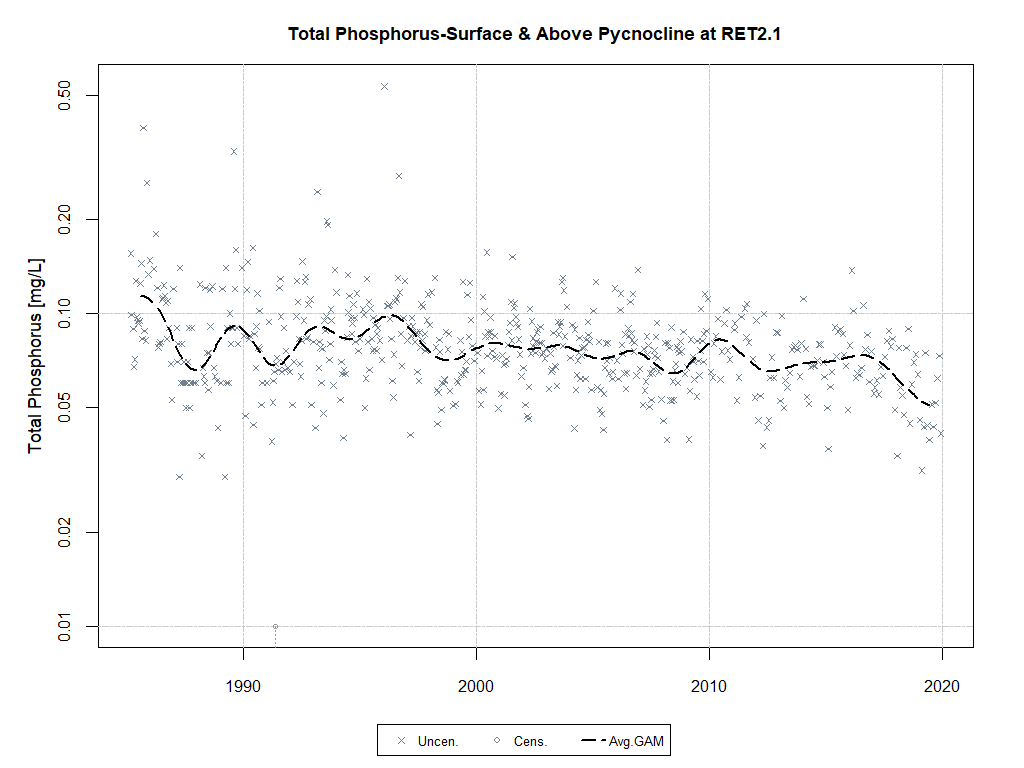 Total Phosphorus-Surface & Above Pycnocline at RET2.1
Total Phosphorus [mg/L]
0.50
0.20
0.10
0.05
0.02
0.01
1990
2000
2010
2020
Uncen.
Cens.
Avg.GAM